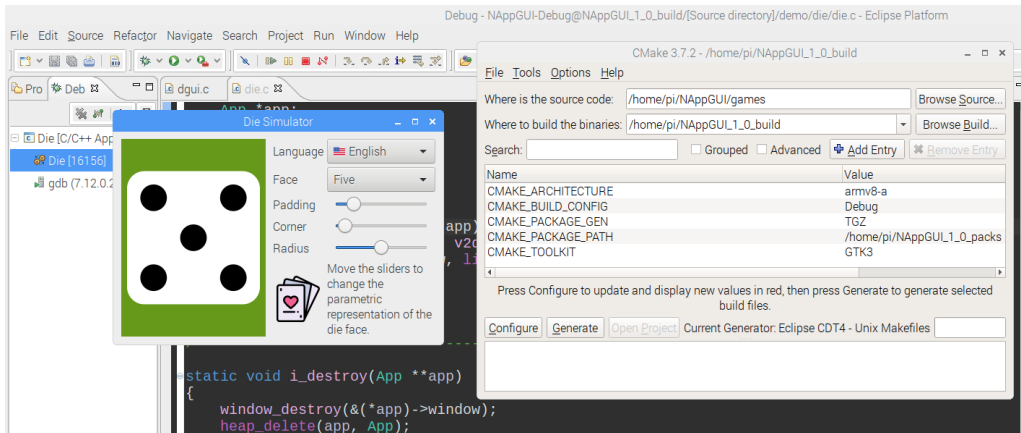 Debug - NAppGUI-Debug@NAppGUI_1_0_build/[Source directory]/demo/die/die.c - Eclipse Platform
File Edit Source Refactor Navigate Search Project Run Window Help
Pro Deb
dgui.c die.c
App *app;
Die [C/C++ App
Die [16156]
gdb (7.12.0.2
app)
v2d
, li
static void i_destroy(App **app)
{
window_destroy(&(*app)->window);
heap_delete(app, App);
Die Simulator
Language English
Face Five
Padding
Corner
Radius
Move the sliders to
change the
parametric
representation of the
die face.
CMake 3.7.2 - /home/pi/NAppGUI_1_0_build
File Tools Options Help
Where is the source code: /home/pi/NAppGUI/games Browse Source...
Where to build the binaries: /home/pi/NAppGUI_1_0_build Browse Build...
Search: Grouped Advanced Add Entry Remove Entry
Name Value
CMAKE_ARCHITECTURE armv8-a
CMAKE_BUILD_CONFIG Debug
CMAKE_PACKAGE_GEN TGZ
CMAKE_PACKAGE_PATH /home/pi/NAppGUI_1_0_packs
CMAKE_TOOLKIT GTK3
Press Configure to update and display new values in red, then press Generate to generate selected
build files.
Configure Generate Open Project Current Generator: Eclipse CDT4 - Unix Makefiles